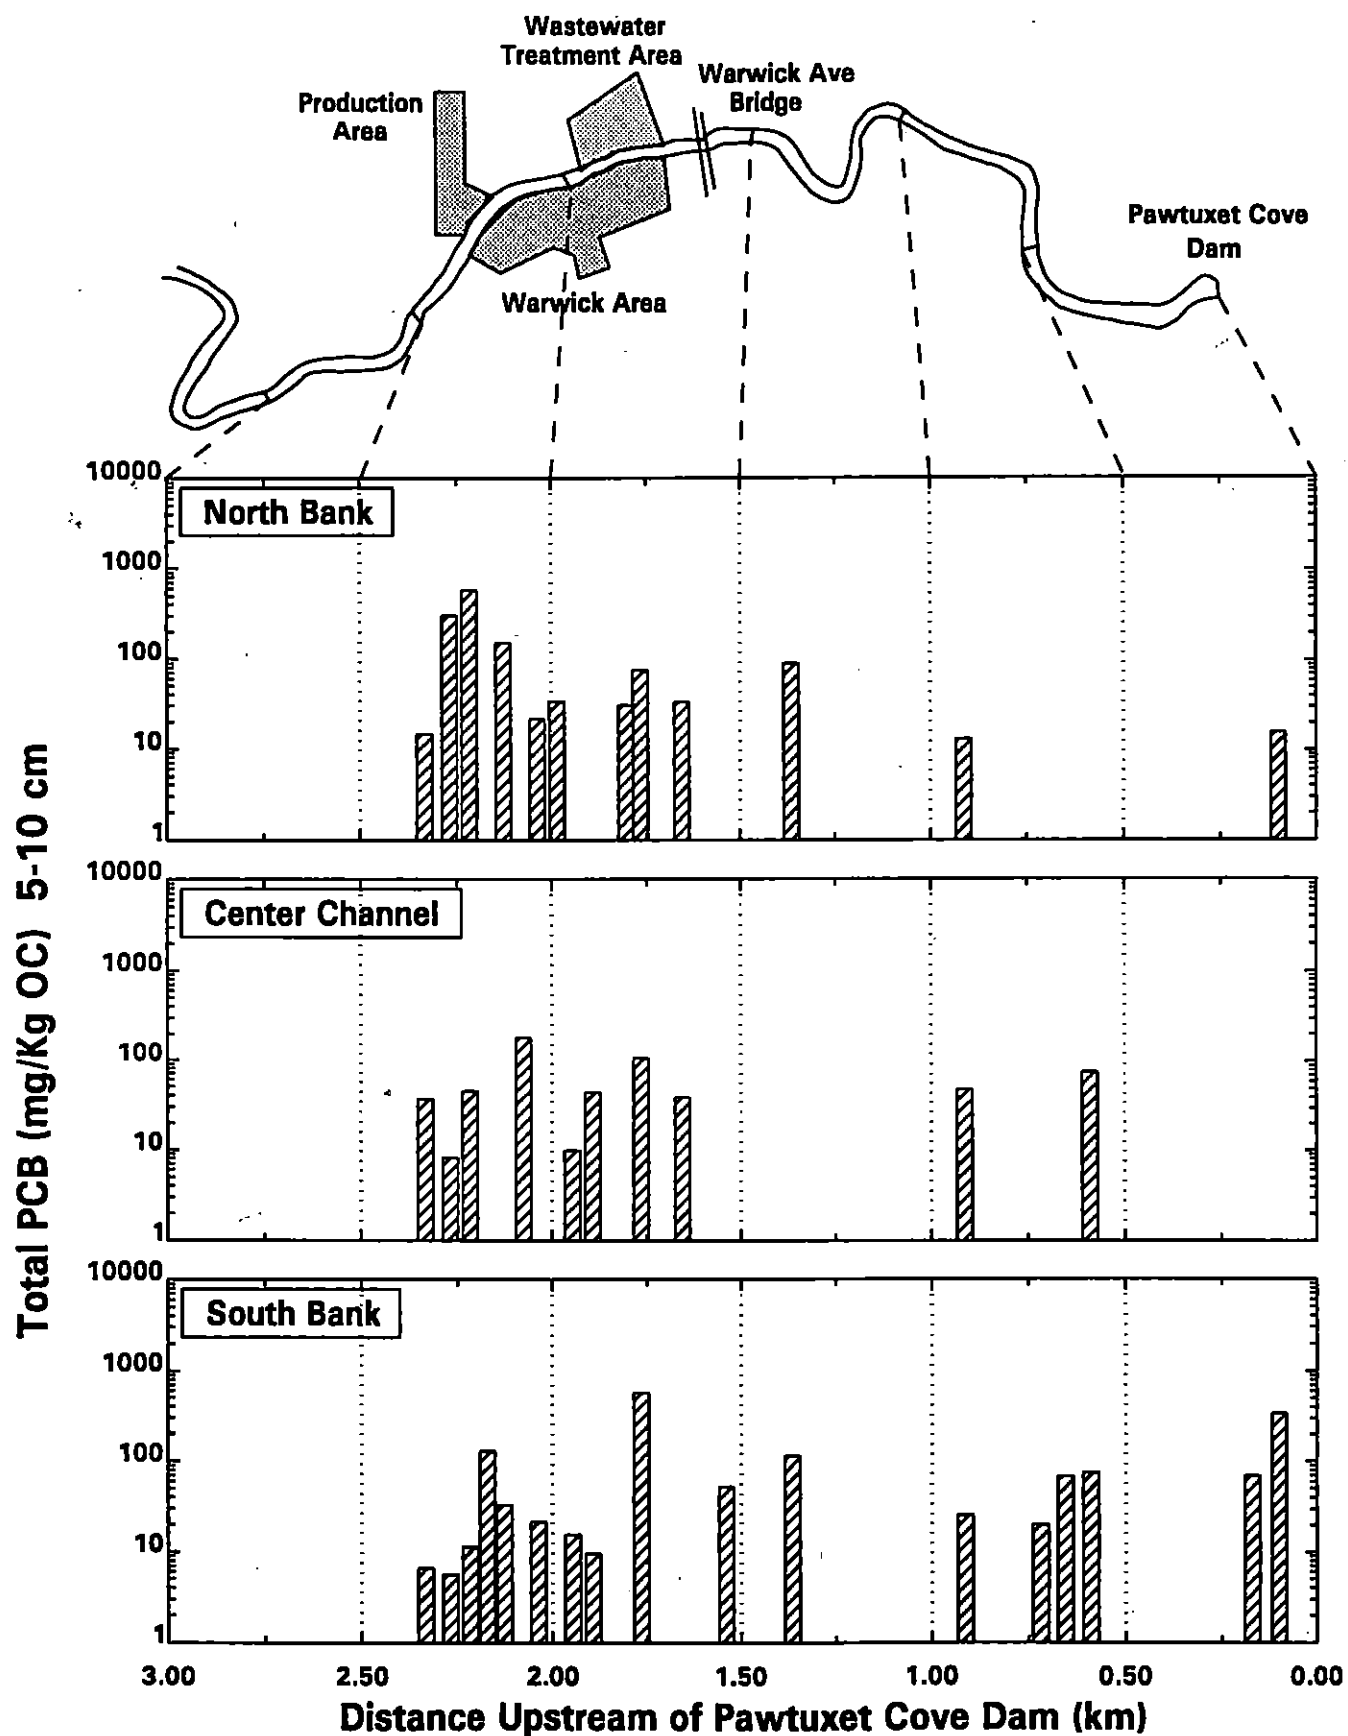 Wastewater
Treatment Area
Warwick Ave
Bridge
Production
Area
Pawtuxet Cove
Dam
Warwick Area
Total PCB (mg/Kg OC) 5-10 cm
10000
North Bank
1000
100
10
1
10000
Center Channel
1000
100
10
1
10000
South Bank
1000
100
10
1
3.00 2.50 2.00 1.50 1.00 0.50 0.00
Distance Upstream of Pawtuxet Cove Dam (km)